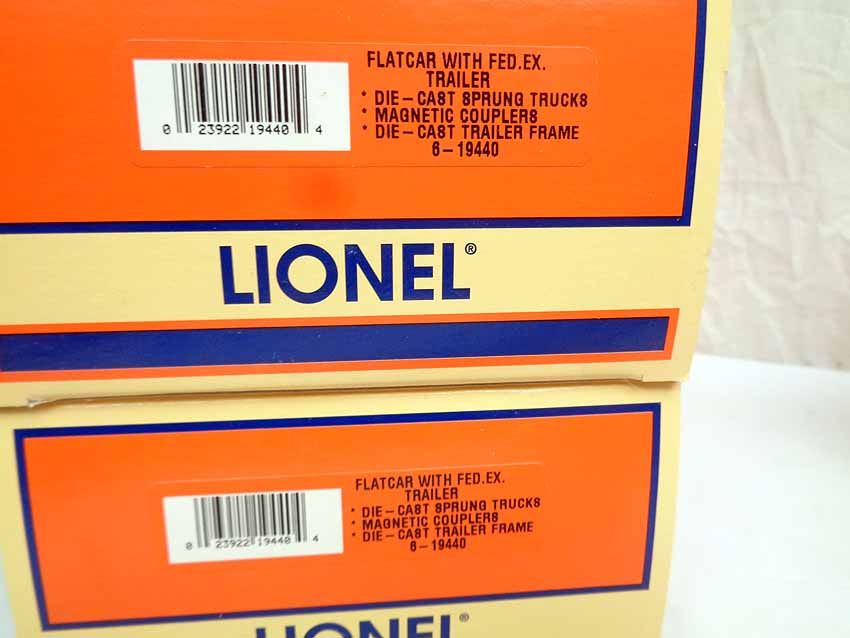 FLATCAR WITH FED.EX.
TRAILER
* DIE-CAST SPRUNG TRUCKS
* MAGNETIC COUPLERS
* DIE-CAST TRAILER FRAME
6-19440
0 23922 19440 4
LIONEL®
FLATCAR WITH FED.EX.
TRAILER
* DIE-CAST SPRUNG TRUCKS
* MAGNETIC COUPLERS
* DIE-CAST TRAILER FRAME
6-19440
0 23922 19440 4
LIONEL®